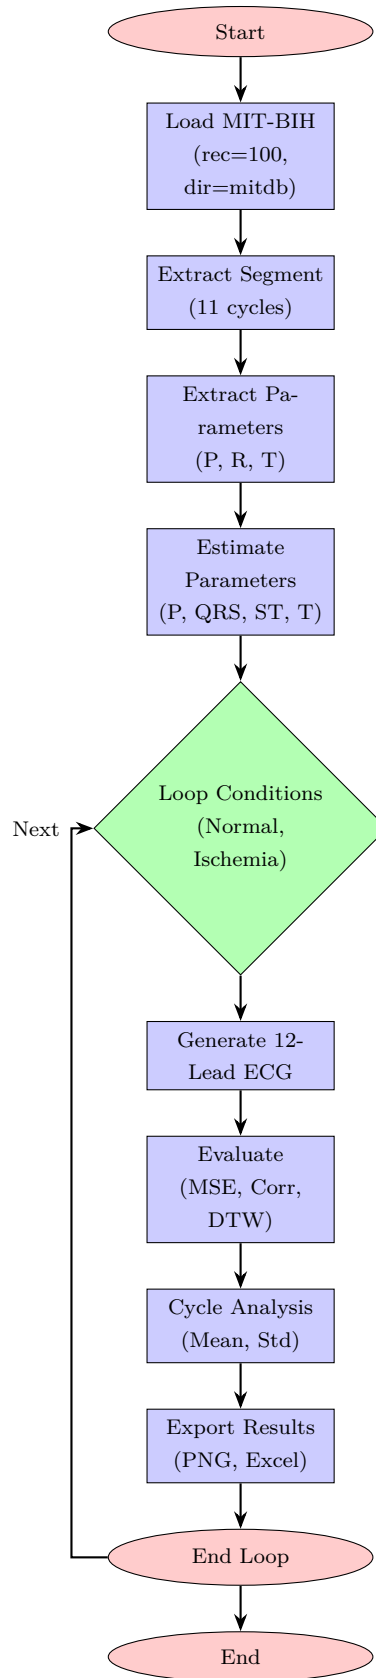 Start
Load MIT-BIH
(rec=100,
dir=mitdb)
Extract Segment
(11 cycles)
Extract Pa-
rameters
(P, R, T)
Estimate
Parameters
(P, QRS, ST, T)
Loop Conditions
(Normal,
Ischemia)
Next
Generate 12-
Lead ECG
Evaluate
(MSE, Corr,
DTW)
Cycle Analysis
(Mean, Std)
Export Results
(PNG, Excel)
End Loop
End